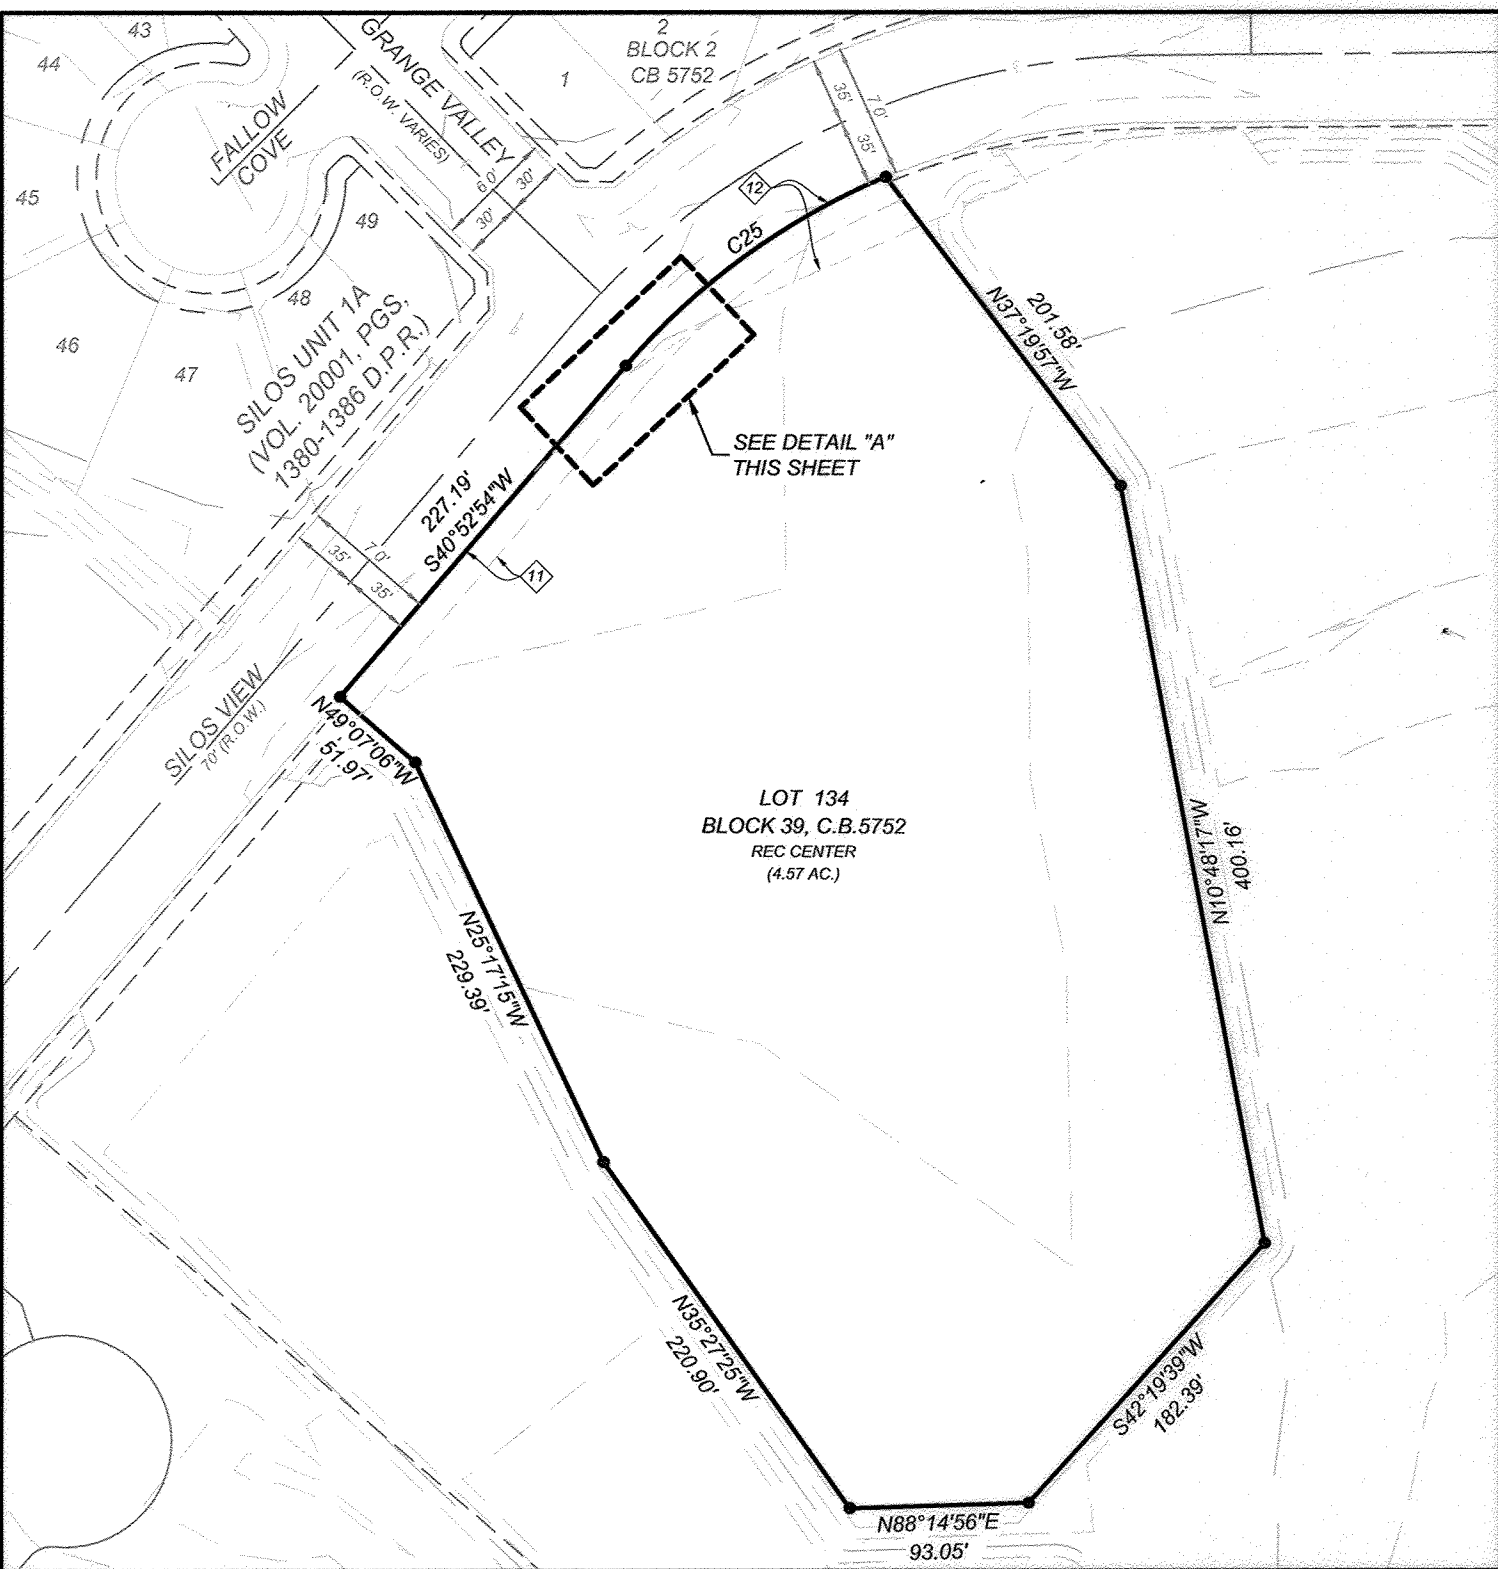 43
44
45
46
47
48
49
FALLOW
COVE
GRANGE VALLEY
(R.O.W. VARIES)
60'
30'
30'
1
2
BLOCK 2
CB 5752
35'
70'
35'
12
C25
SILOS UNIT 1A
(VOL. 20001, PGS,
1380-1386 D.P.R.)
201.58'
N37°19'57"W
SEE DETAIL "A"
THIS SHEET
227.19'
S40°52'54"W
11
35'
70'
35'
SILOS VIEW
70' (R.O.W.)
N49°07'06"W
51.97'
LOT 134
BLOCK 39, C.B.5752
REC CENTER
(4.57 AC.)
N10°48'17"W
400.16'
N25°17'15"W
229.39'
N35°27'25"W
220.90'
S42°19'39"W
182.39'
N88°14'56"E
93.05'